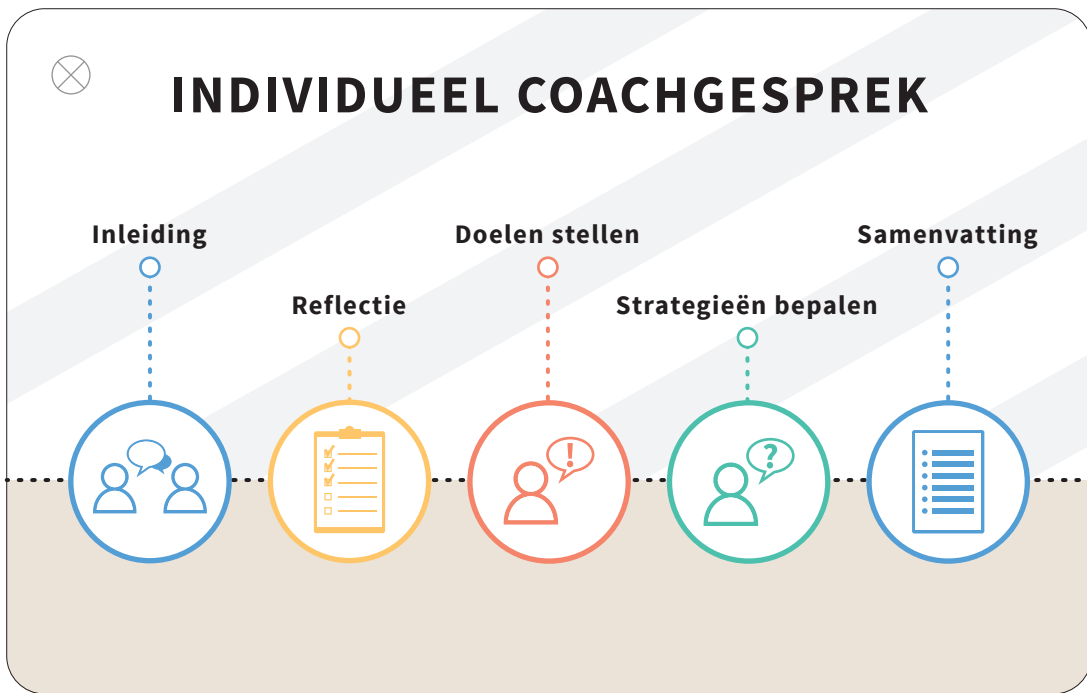 INDIVIDUEEL COACHGESPREK
Inleiding
Reflectie
Doelen stellen
Strategieën bepalen
Samenvatting
!
?